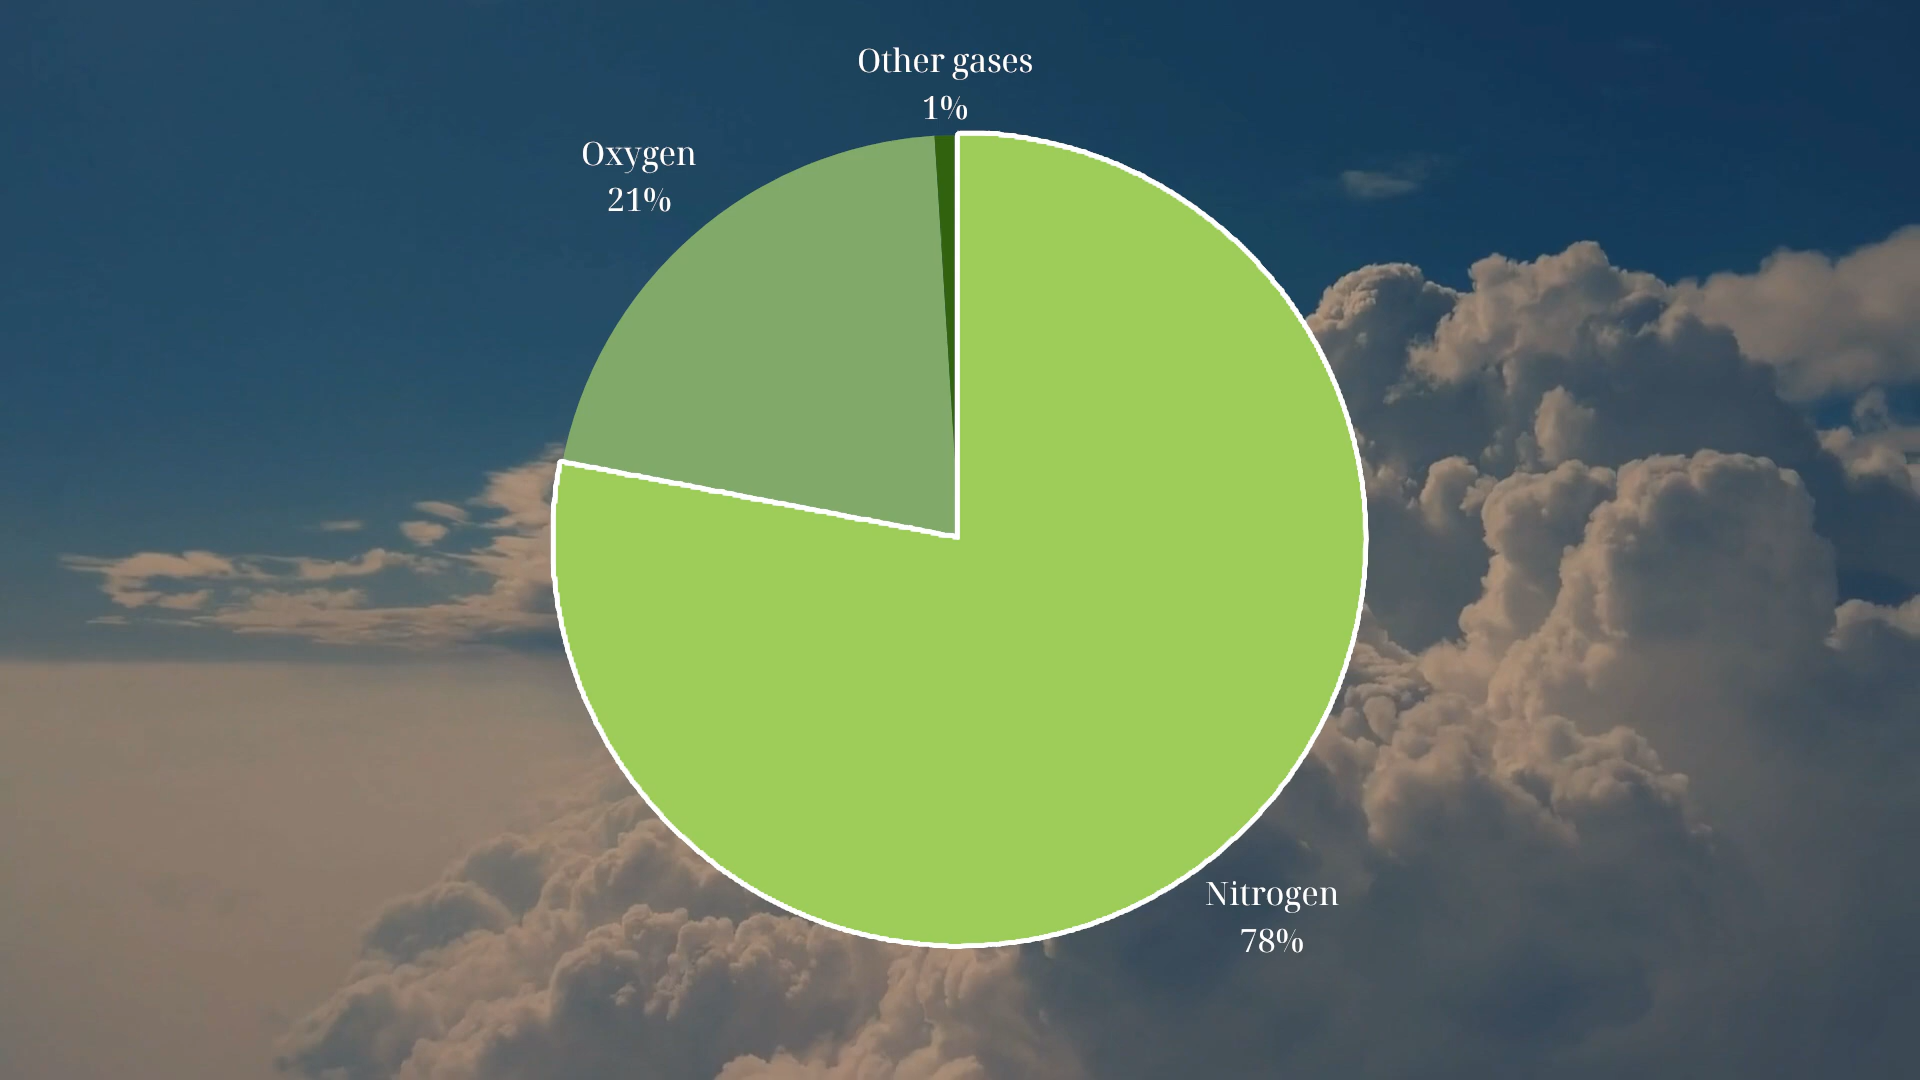 Other gases
1%
Oxygen
21%
Nitrogen
78%